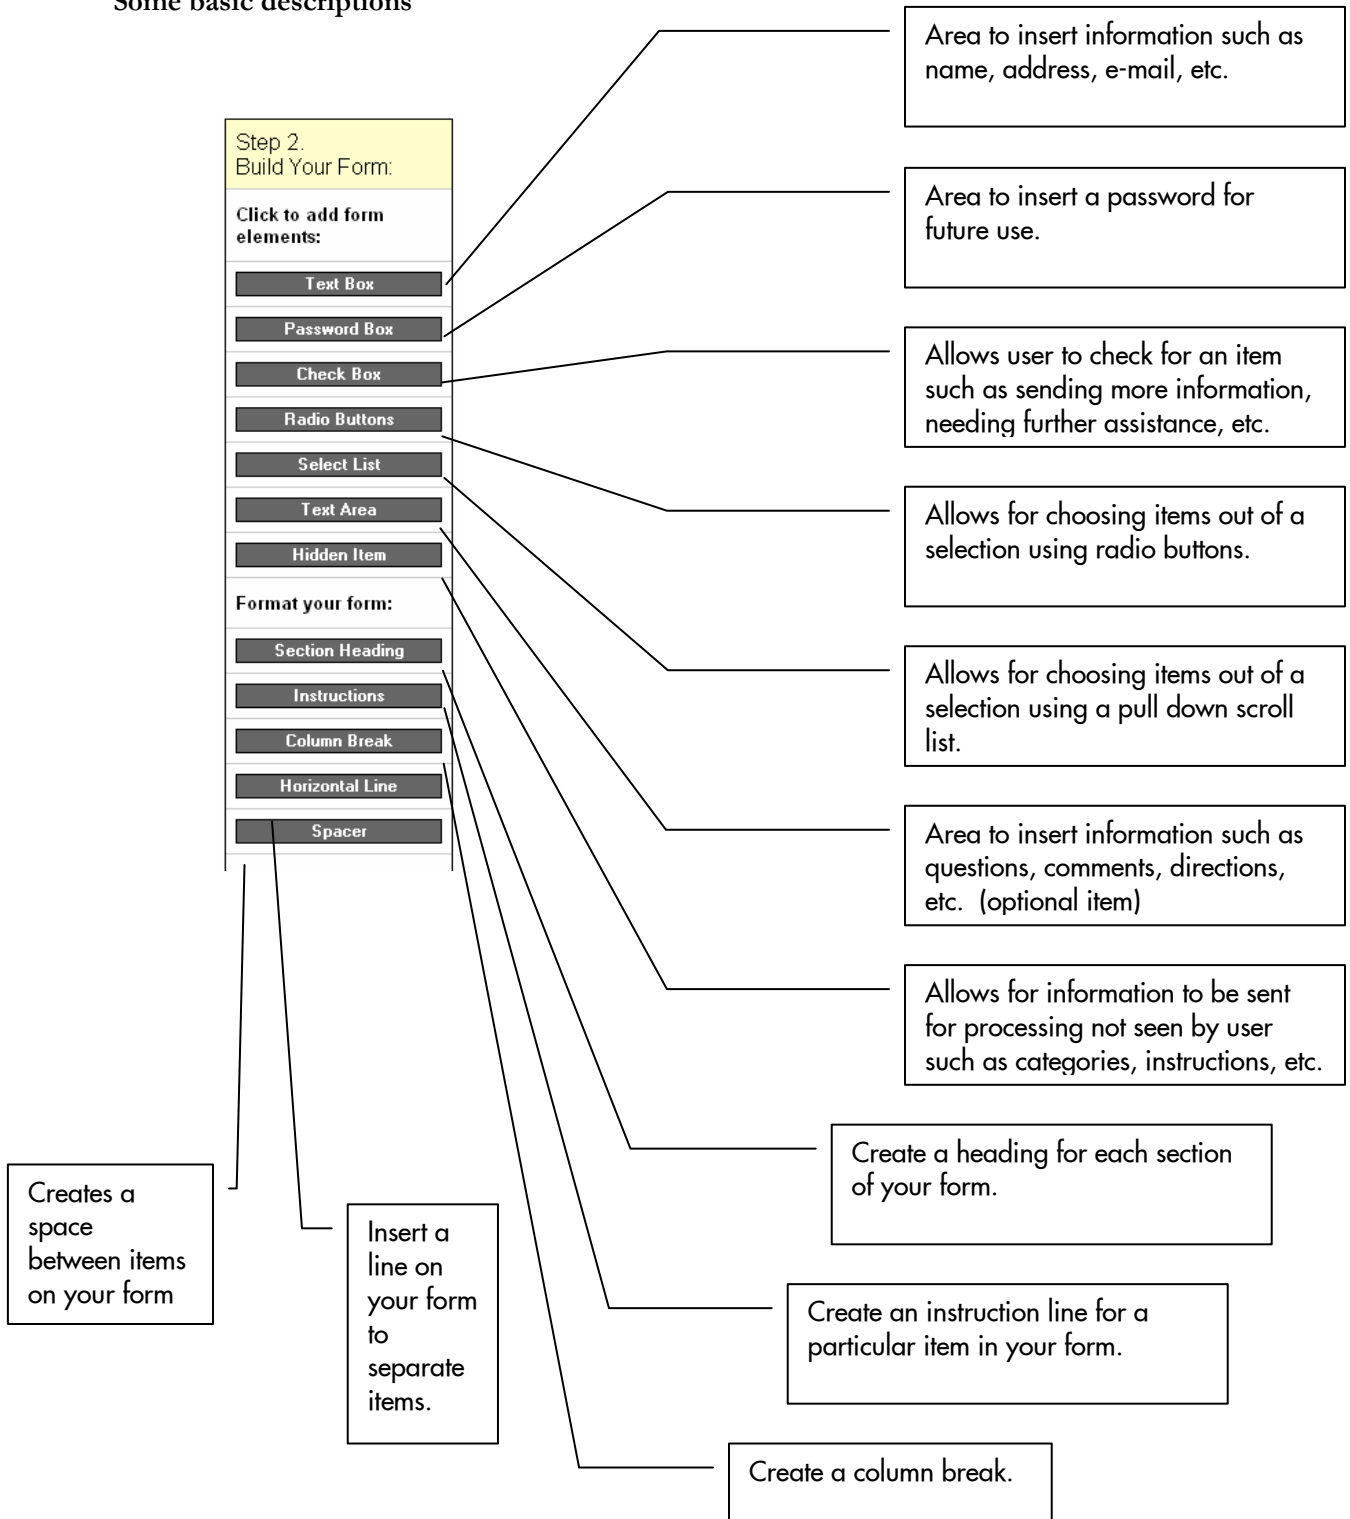 Some basic descriptions
Step 2.
Build Your Form:
Click to add form
elements:
Text Box
Password Box
Check Box
Radio Buttons
Select List
Text Area
Hidden Item
Format your form:
Section Heading
Instructions
Column Break
Horizontal Line
Spacer
Area to insert information such as
name, address, e-mail, etc.
Area to insert a password for
future use.
Allows user to check for an item
such as sending more information,
needing further assistance, etc.
Allows for choosing items out of a
selection using radio buttons.
Allows for choosing items out of a
selection using a pull down scroll
list.
Area to insert information such as
questions, comments, directions,
etc.  (optional item)
Allows for information to be sent
for processing not seen by user
such as categories, instructions, etc.
Create a heading for each section
of your form.
Create an instruction line for a
particular item in your form.
Create a column break.
Insert a
line on
your form
to
separate
items.
Creates a
space
between items
on your form